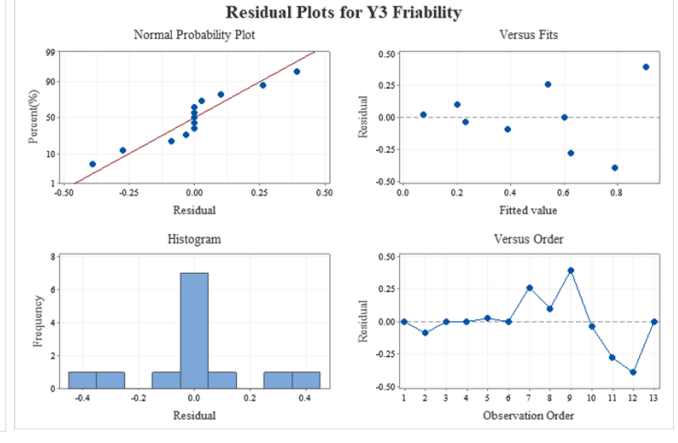 Residual Plots for Y3 Friability
Normal Probability Plot
99
90
50
10
1
Percent(%)
-0.50 -0.25 0.00 0.25 0.50
Residual
Versus Fits
0.50
0.25
0.00
-0.25
-0.50
Residual
0.0 0.2 0.4 0.6 0.8
Fitted value
Histogram
8
6
4
2
0
Frequency
-0.4 -0.2 0.0 0.2 0.4
Residual
Versus Order
0.50
0.25
0.00
-0.25
-0.50
Residual
1 2 3 4 5 6 7 8 9 10 11 12 13
Observation Order